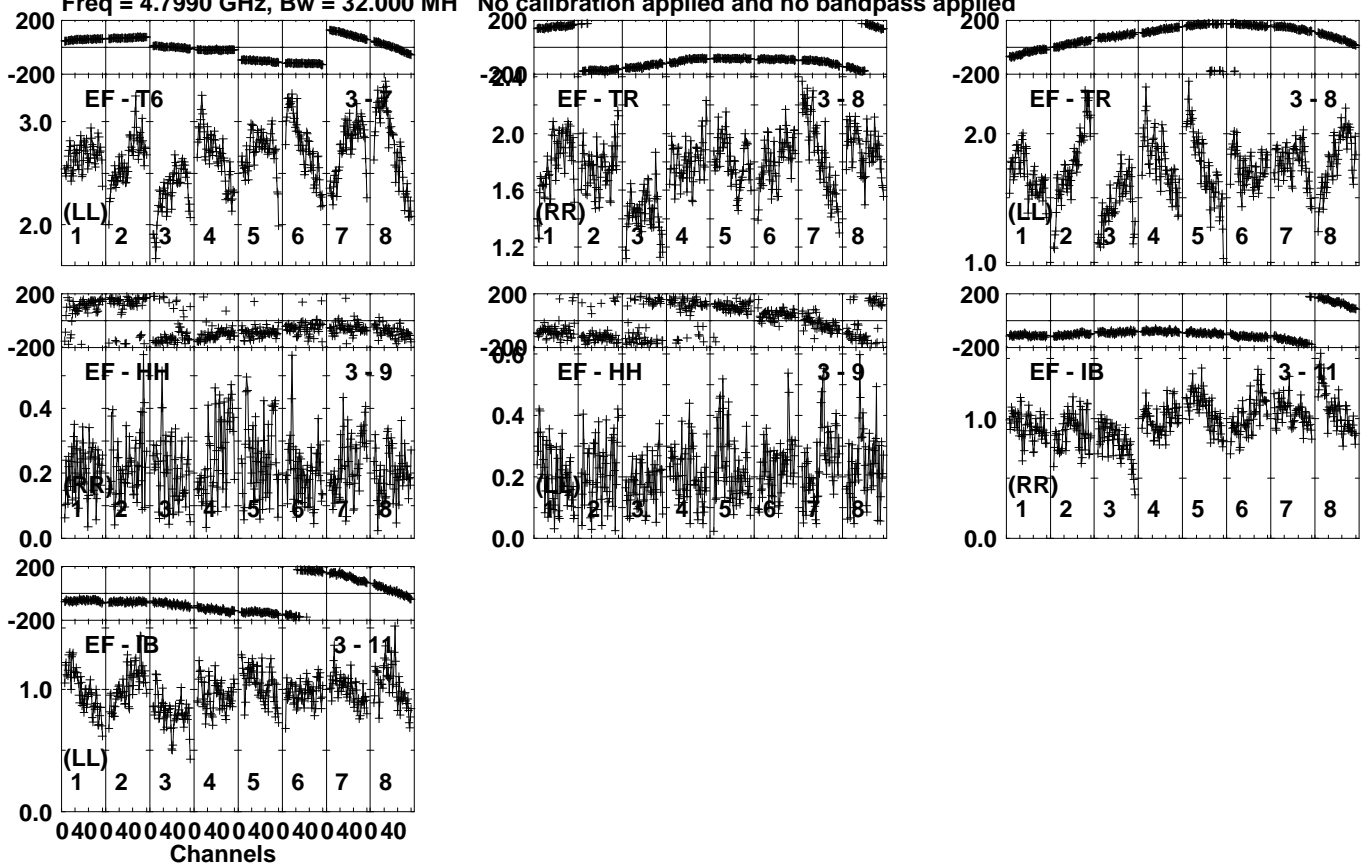 Freq = 4.7990 GHz, Bw = 32.000 MH No calibration applied and no bandpass applied
200
-200
EF - T6 3 - 7
3.0
2.0
(LL)
1 2 3 4 5 6 7 8
200
-200
2.4
EF - TR 3 - 8
2.0
1.6
1.2
(RR)
1 2 3 4 5 6 7 8
200
-200
EF - TR 3 - 8
2.0
1.0
(LL)
1 2 3 4 5 6 7 8
200
-200
EF - HH 3 - 9
0.4
0.2
0.0
(RR)
1 2 3 4 5 6 7 8
200
-200
0.6
EF - HH 3 - 9
0.4
0.2
0.0
(LL)
1 2 3 4 5 6 7 8
200
-200
EF - IB 3 - 11
1.0
0.0
(RR)
1 2 3 4 5 6 7 8
200
-200
EF - IB 3 - 11
1.0
0.0
(LL)
1 2 3 4 5 6 7 8
0 40 0 40 0 40 0 40 0 40 0 40 0 40 0 40
Channels